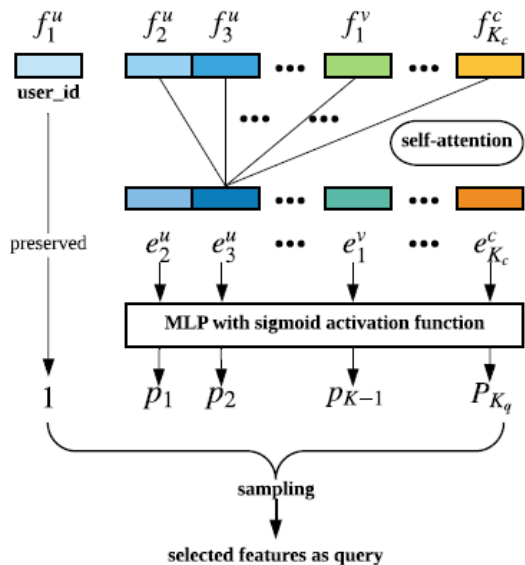 f_1^u f_2^u f_3^u f_1^v f_{K_c}^c
user_id
••• •••
••• •••
self-attention
••• •••
preserved e_2^u e_3^u ••• e_1^v ••• e_{K_c}^c
MLP with sigmoid activation function
1 p_1 p_2 p_{K-1} P_{K_q}
sampling
selected features as query